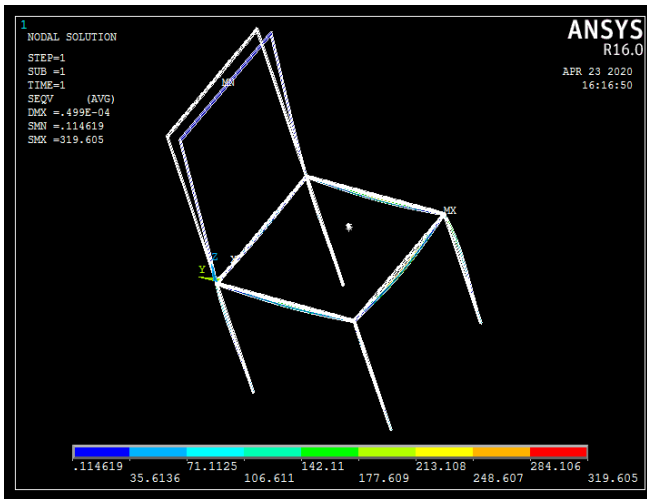 1
NODAL SOLUTION
STEP=1
SUB =1
TIME=1
SEQV (AVG)
DMX =.499E-04
SMN =.114619
SMX =319.605
ANSYS
R16.0
APR 23 2020
16:16:50
MN
MX
Z
Y
X
.114619 71.1125 142.11 213.108 284.106
35.6136 106.611 177.609 248.607 319.605